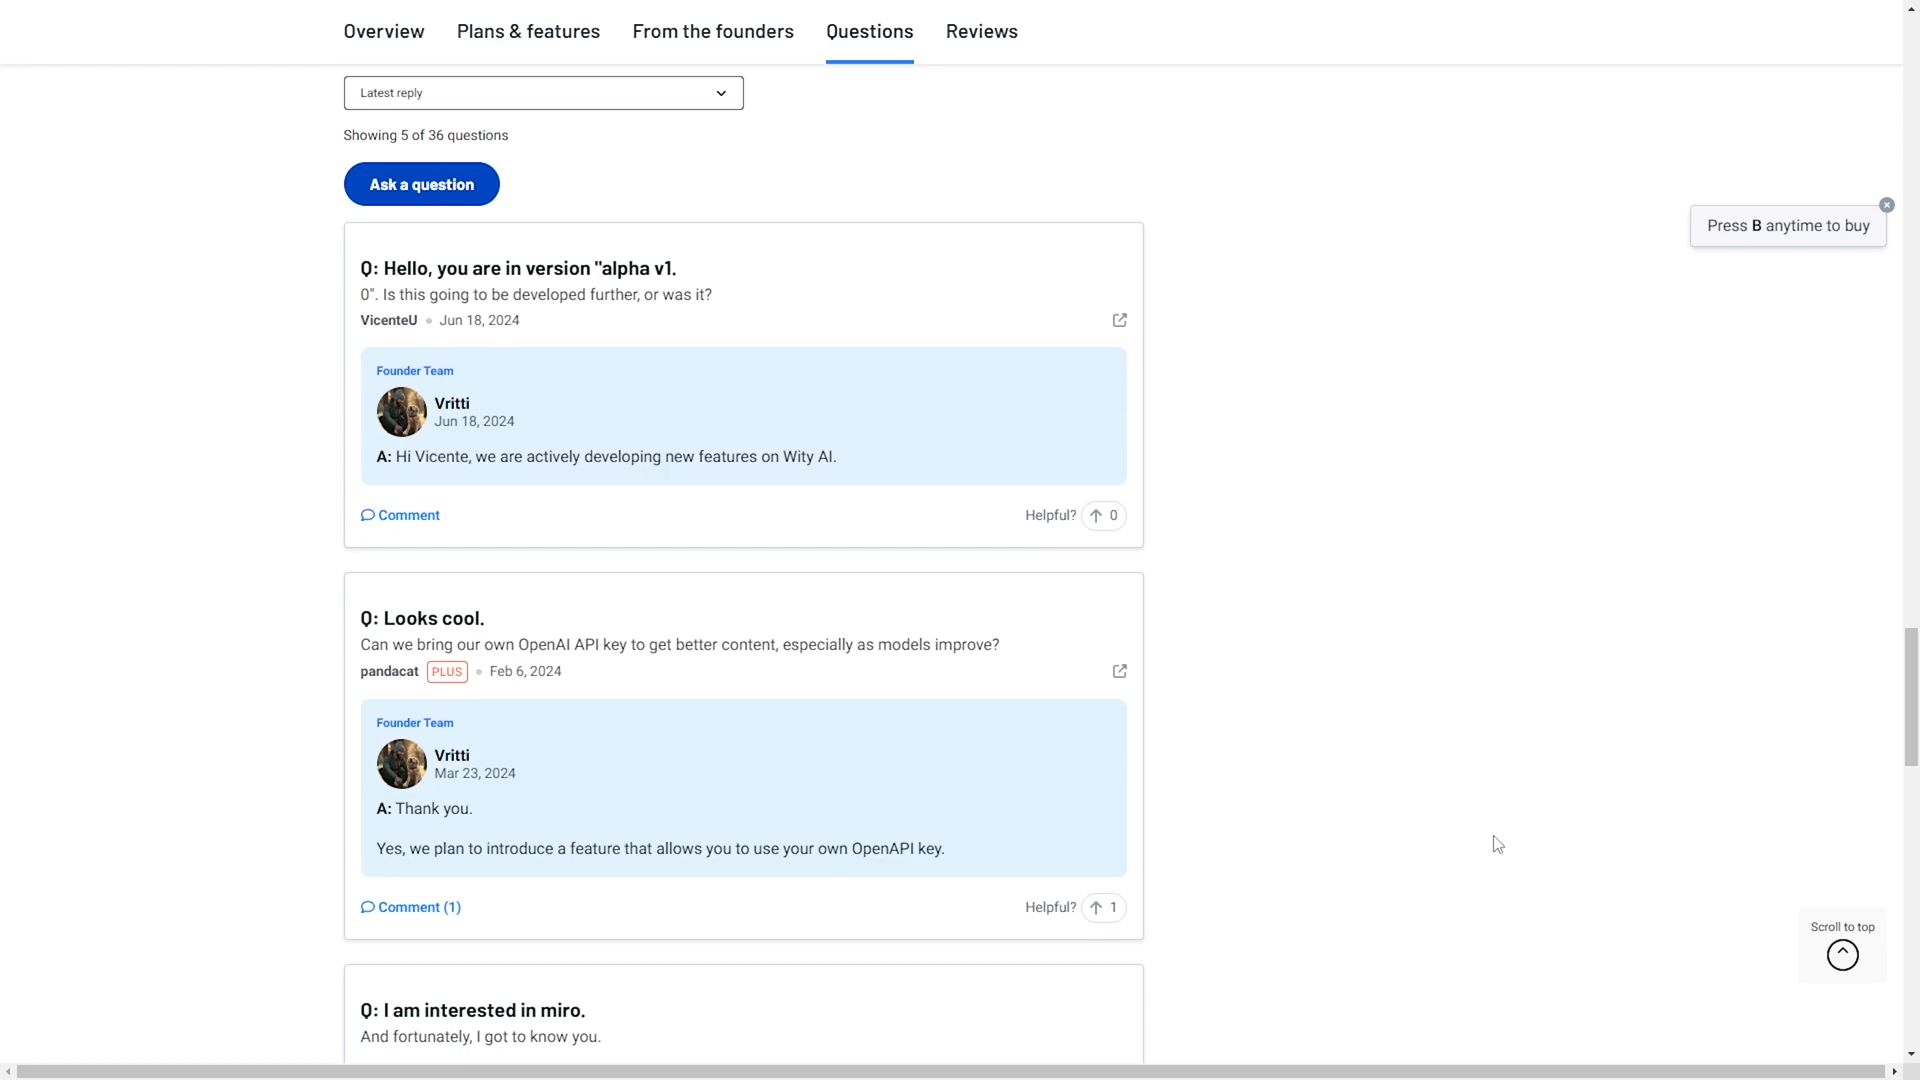 Overview Plans & features From the founders Questions Reviews
Latest reply
Showing 5 of 36 questions
Ask a question
Press B anytime to buy
Q: Hello, you are in version "alpha v1.
0". Is this going to be developed further, or was it?
VicenteU Jun 18, 2024
Founder Team
Vritti
Jun 18, 2024
A: Hi Vicente, we are actively developing new features on Wity AI.
Comment Helpful? 0
Q: Looks cool.
Can we bring our own OpenAI API key to get better content, especially as models improve?
pandacat PLUS Feb 6, 2024
Founder Team
Vritti
Mar 23, 2024
A: Thank you.
Yes, we plan to introduce a feature that allows you to use your own OpenAPI key.
Comment (1) Helpful? 1
Scroll to top
Q: I am interested in miro.
And fortunately, I got to know you.